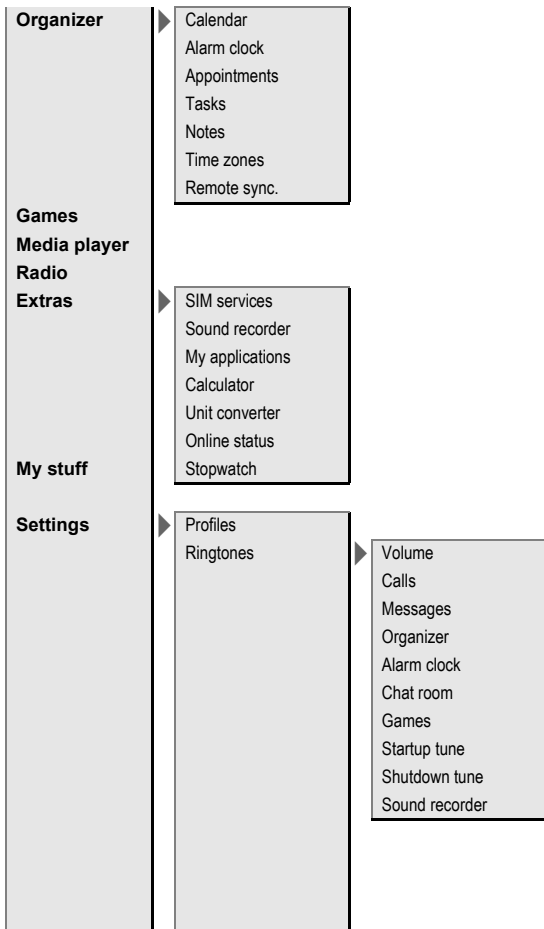 Organizer
Calendar
Alarm clock
Appointments
Tasks
Notes
Time zones
Remote sync.
Games
Media player
Radio
Extras
SIM services
Sound recorder
My applications
Calculator
Unit converter
Online status
My stuff
Stopwatch
Settings
Profiles
Ringtones
Volume
Calls
Messages
Organizer
Alarm clock
Chat room
Games
Startup tune
Shutdown tune
Sound recorder